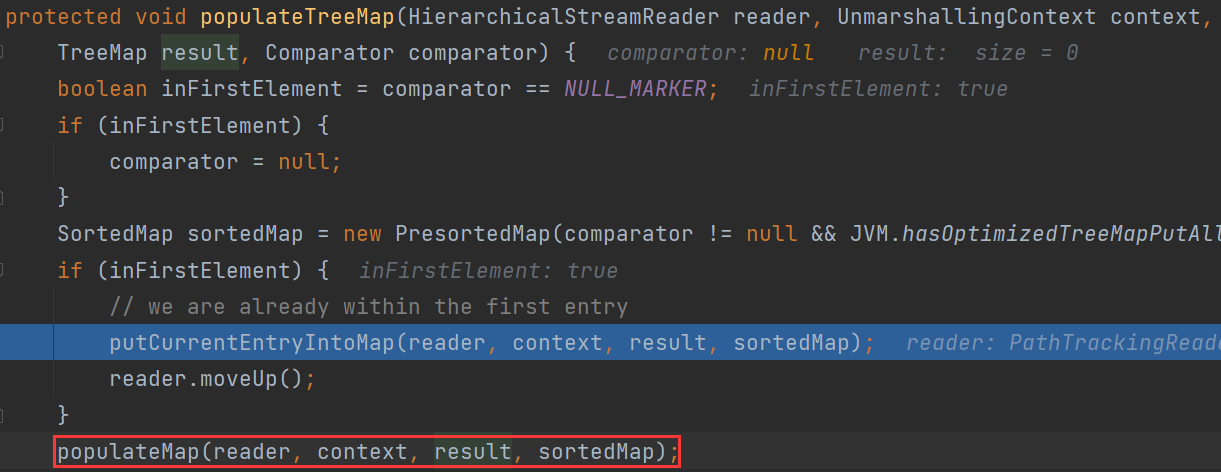 protected void populateTreeMap(HierarchicalStreamReader reader, UnmarshallingContext context,
TreeMap result, Comparator comparator) { comparator: null result: size = 0
boolean inFirstElement = comparator == NULL_MARKER; inFirstElement: true
if (inFirstElement) {
comparator = null;
}
SortedMap sortedMap = new PresortedMap(comparator != null && JVM.hasOptimizedTreeMapPutAll
if (inFirstElement) { inFirstElement: true
// we are already within the first entry
putCurrentEntryIntoMap(reader, context, result, sortedMap); reader: PathTrackingReade
reader.moveUp();
}
populateMap(reader, context, result, sortedMap);